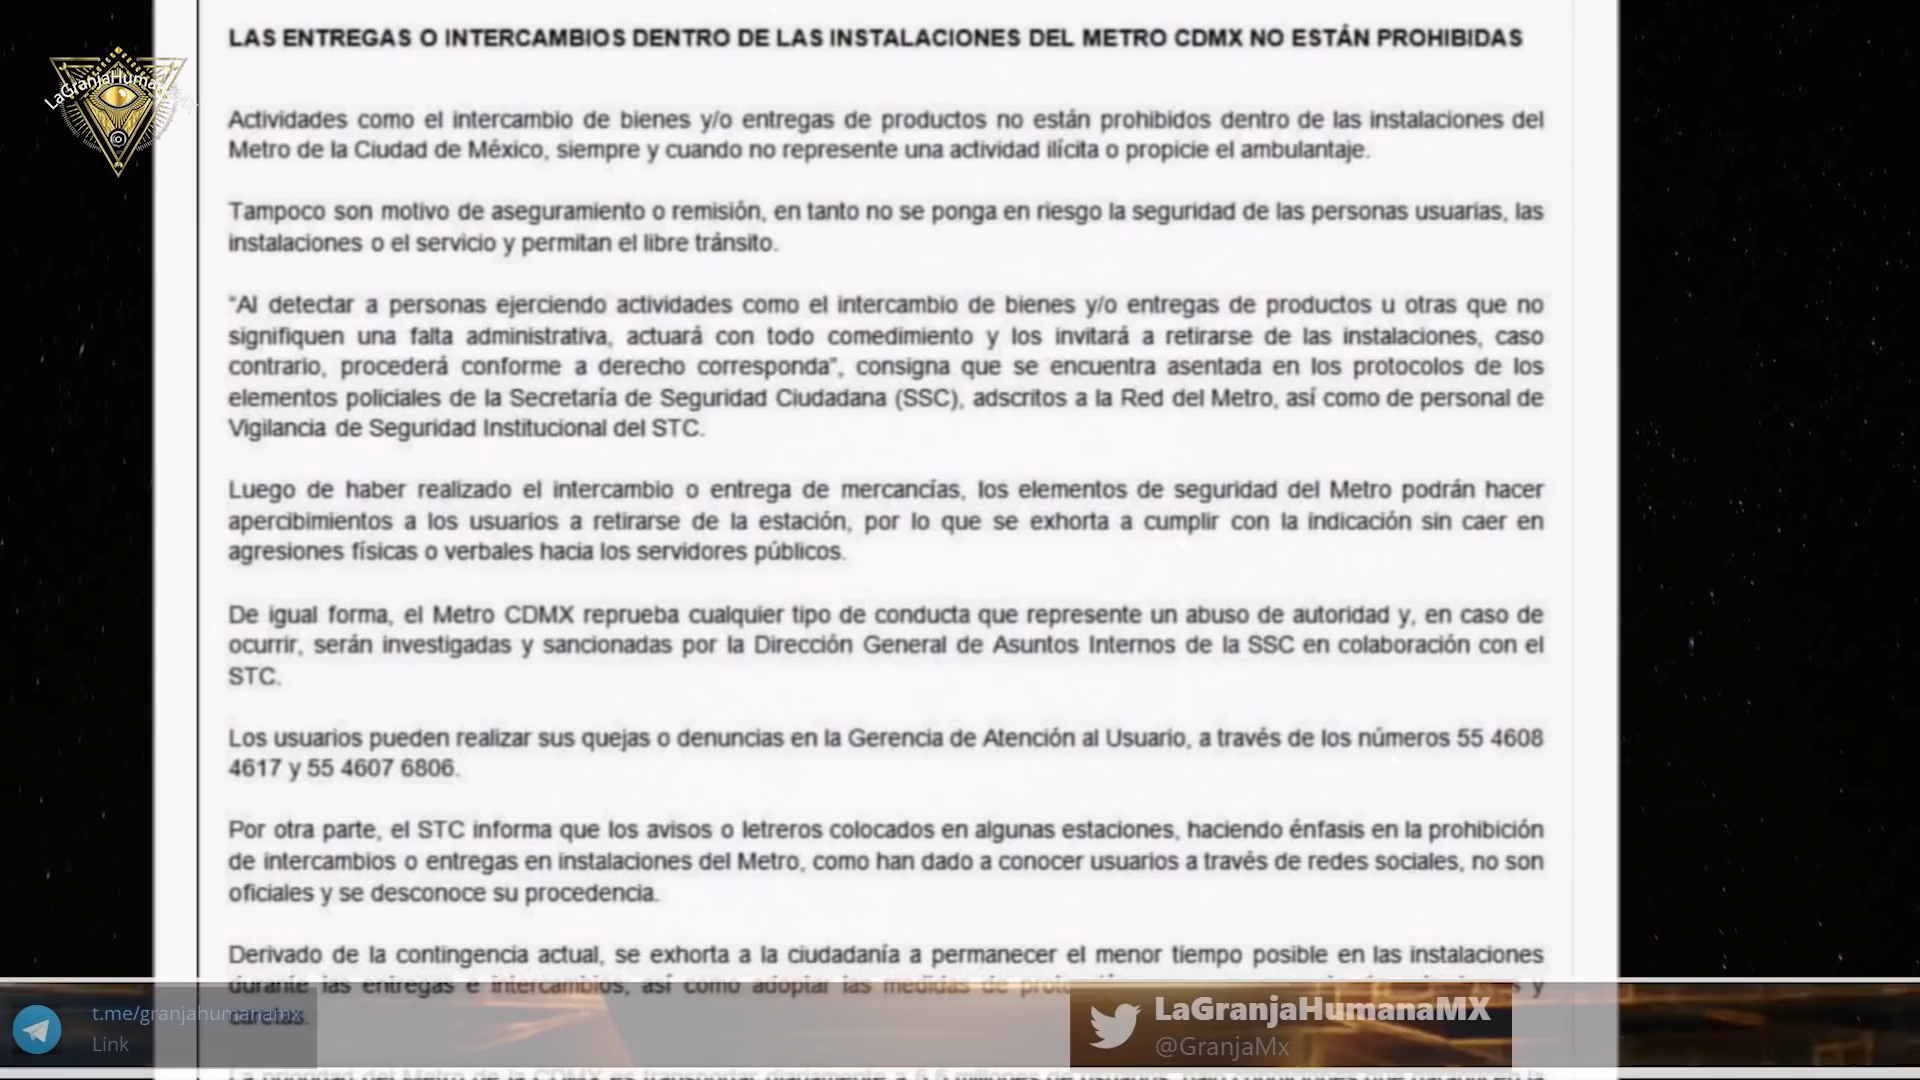 LAS ENTREGAS O INTERCAMBIOS DENTRO DE LAS INSTALACIONES DEL METRO CDMX NO ESTÁN PROHIBIDAS
Actividades como el intercambio de bienes y/o entregas de productos no están prohibidos dentro de las instalaciones del
Metro de la Ciudad de México, siempre y cuando no represente una actividad ilícita o propicie el ambulantaje.
Tampoco son motivo de aseguramiento o remisión, en tanto no se ponga en riesgo la seguridad de las personas usuarias, las
instalaciones o el servicio y permitan el libre tránsito.
"Al detectar a personas ejerciendo actividades como el intercambio de bienes y/o entregas de productos u otras que no
signifiquen una falta administrativa, actuará con todo comedimiento y los invitará a retirarse de las instalaciones, caso
contrario, procederá conforme a derecho corresponda", consigna que se encuentra asentada en los protocolos de los
elementos policiales de la Secretaría de Seguridad Ciudadana (SSC), adscritos a la Red del Metro, así como de personal de
Vigilancia de Seguridad Institucional del STC.
Luego de haber realizado el intercambio o entrega de mercancías, los elementos de seguridad del Metro podrán hacer
apercibimientos a los usuarios a retirarse de la estación, por lo que se exhorta a cumplir con la indicación sin caer en
agresiones físicas o verbales hacia los servidores públicos.
De igual forma, el Metro CDMX reprueba cualquier tipo de conducta que represente un abuso de autoridad y, en caso de
ocurrir, serán investigadas y sancionadas por la Dirección General de Asuntos Internos de la SSC en colaboración con el
STC.
Los usuarios pueden realizar sus quejas o denuncias en la Gerencia de Atención al Usuario, a través de los números 55 4608
4617 y 55 4607 6806.
Por otra parte, el STC informa que los avisos o letreros colocados en algunas estaciones, haciendo énfasis en la prohibición
de intercambios o entregas en instalaciones del Metro, como han dado a conocer usuarios a través de redes sociales, no son
oficiales y se desconoce su procedencia.
Derivado de la contingencia actual, se exhorta a la ciudadanía a permanecer el menor tiempo posible en las instalaciones
durante las entregas e intercambios, así como adoptar las medidas de y
caretas.
t.me/granjahumanamx
Link
LaGranjaHumanaMX
@GranjaMx